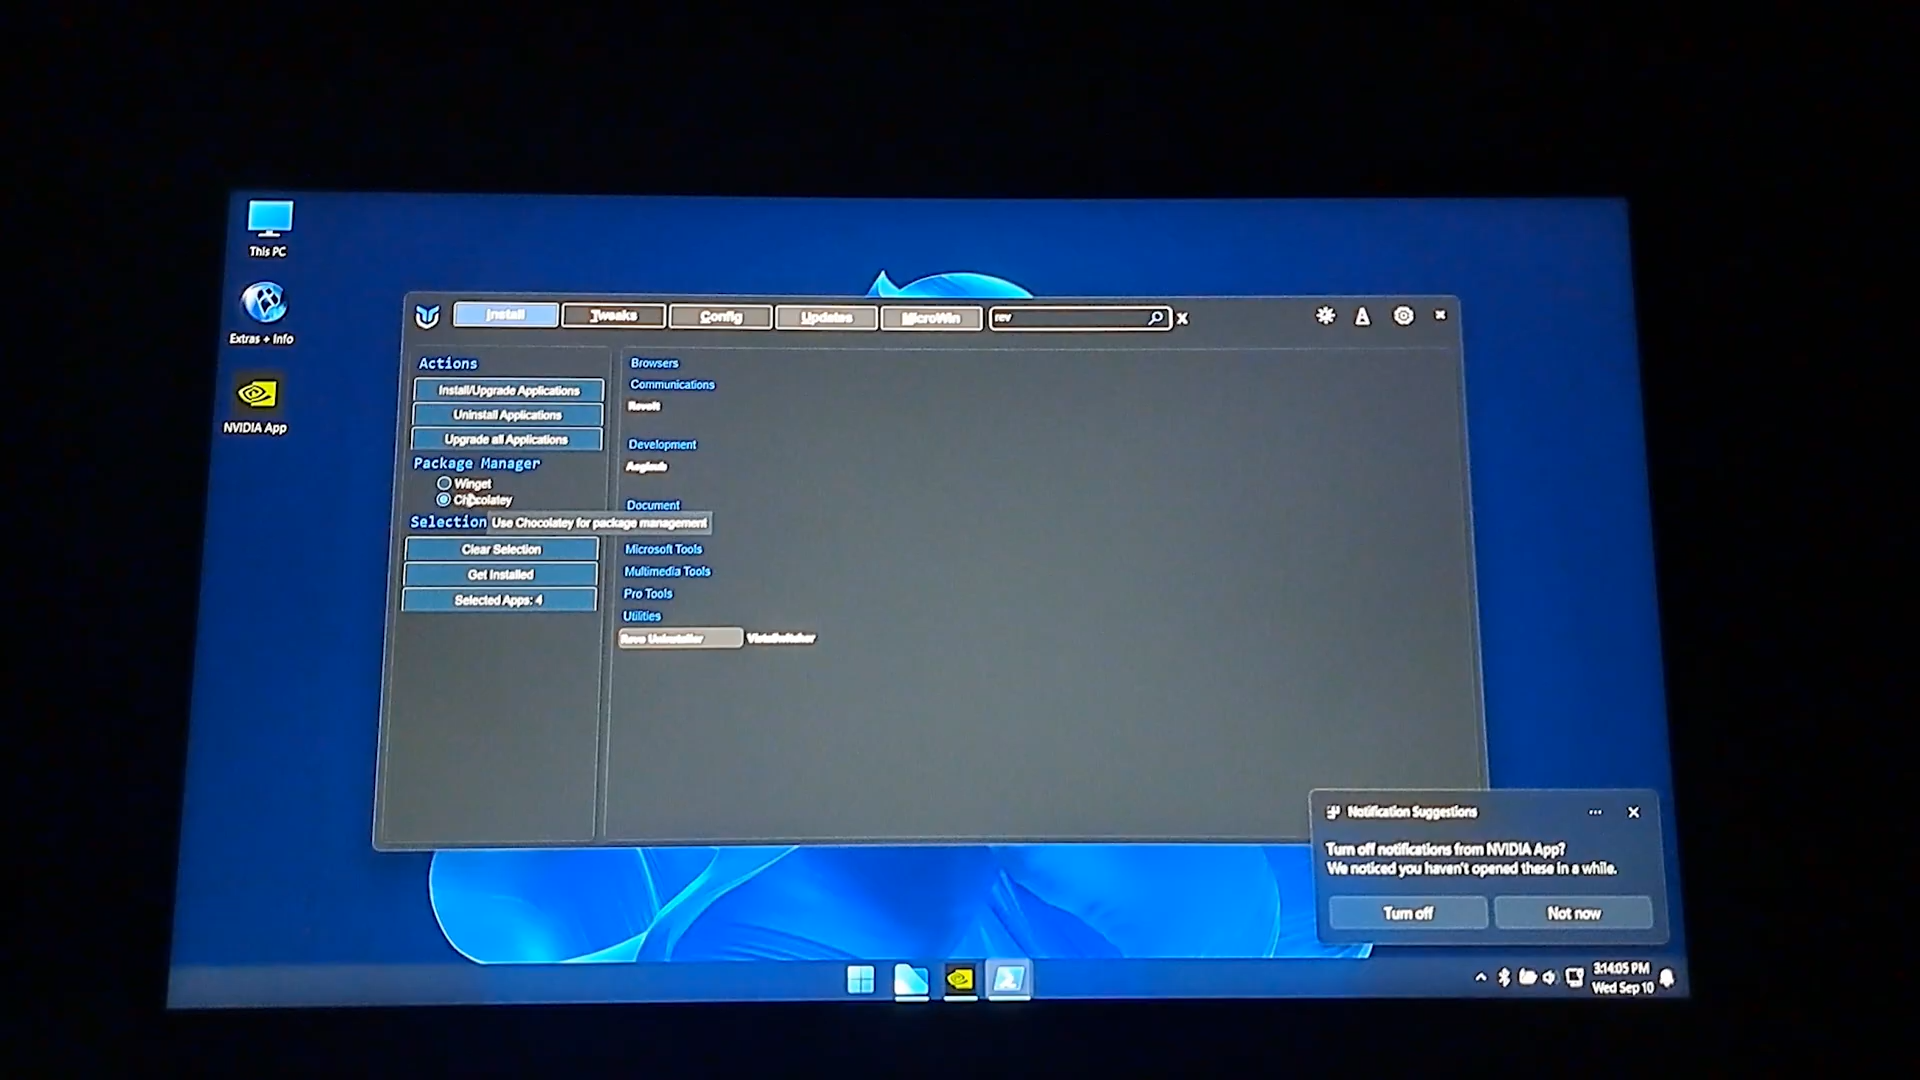 This PC
Extras + Info
NVIDIA App
Install
Tweaks
Config
Updates
MicroWin
rev
X
Actions
Install/Upgrade Applications
Uninstall Applications
Upgrade all Applications
Package Manager
Winget
Chocolatey
Selection
Use Chocolatey for package management
Clear Selection
Get Installed
Selected Apps: 4
Browsers
Communications
Revolt
Development
Document
Microsoft Tools
Multimedia Tools
Pro Tools
Utilities
Revo Uninstaller
Notification Suggestions
Turn off notifications from NVIDIA App?
We noticed you haven't opened these in a while.
Turn off
Not now
3:14:05 PM
Wed Sep 10